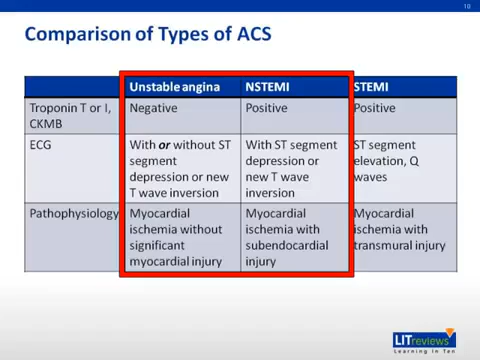 10
Comparison of Types of ACS
Unstable angina NSTEMI STEMI
Troponin T or I, Negative Positive Positive
CKMB
ECG With or without ST With ST segment ST segment
segment depression or elevation, Q
depression or new new T wave waves
T wave inversion inversion
Pathophysiology Myocardial Myocardial Myocardial
ischemia without ischemia with ischemia with
significant subendocardial transmural injury
myocardial injury injury
LITreviews
Learning In Ten